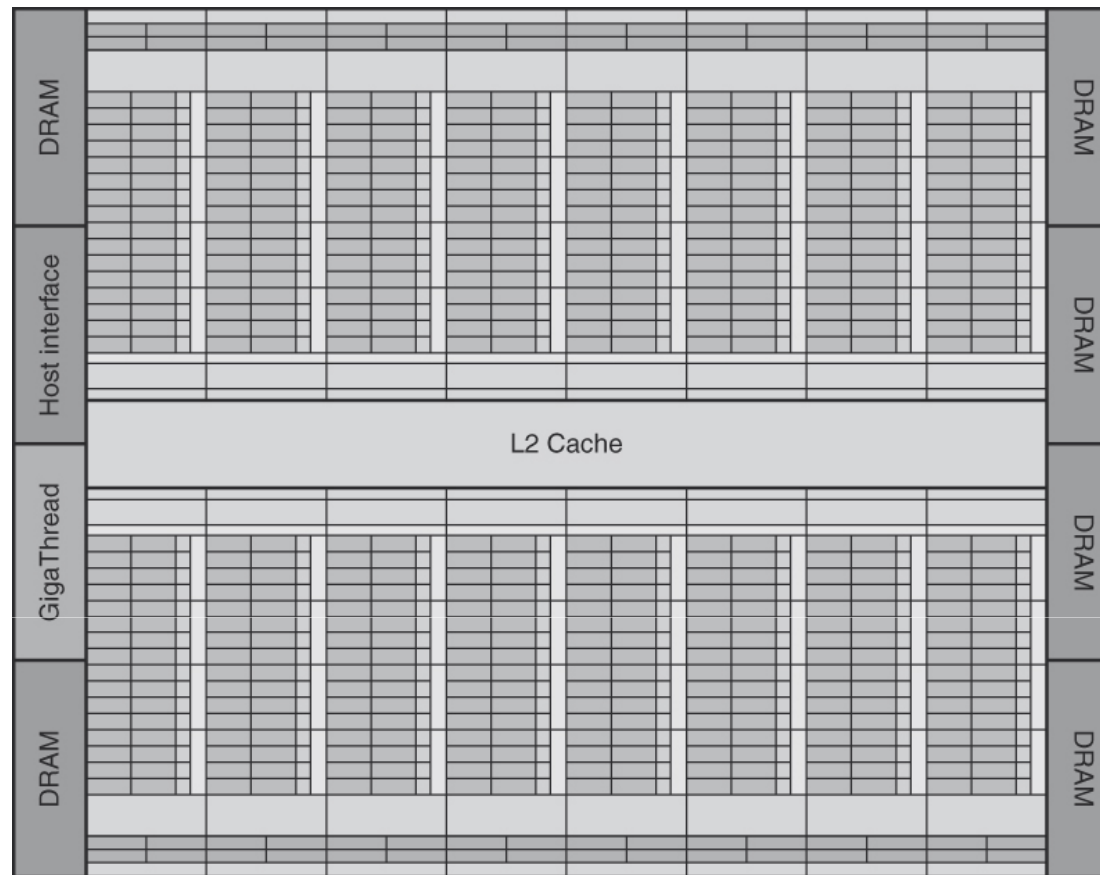 DRAM
Host interface
GigaThread
DRAM
L2 Cache
DRAM
DRAM
DRAM
DRAM